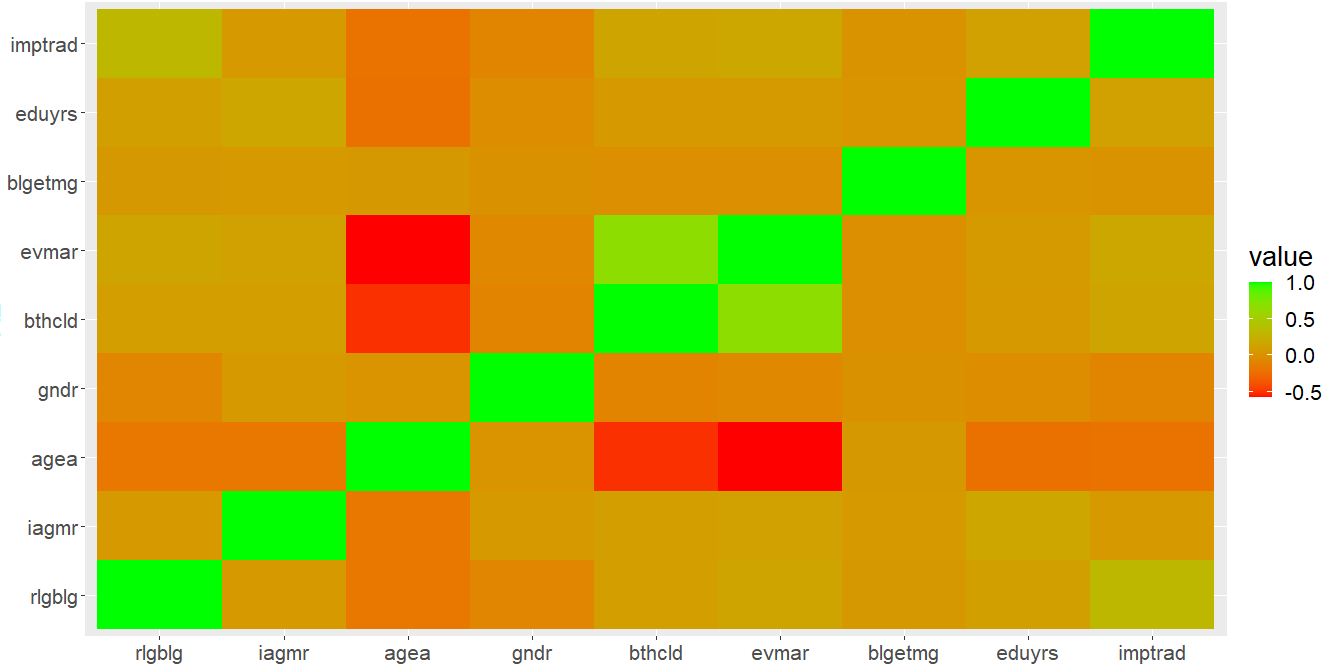 imptrad
eduyrs
blgetmg
evmar
bthcld
gndr
agea
iagmr
rlgblg
rlgblg iagmr agea gndr bthcld evmar blgetmg eduyrs imptrad
value
1.0
0.5
0.0
-0.5